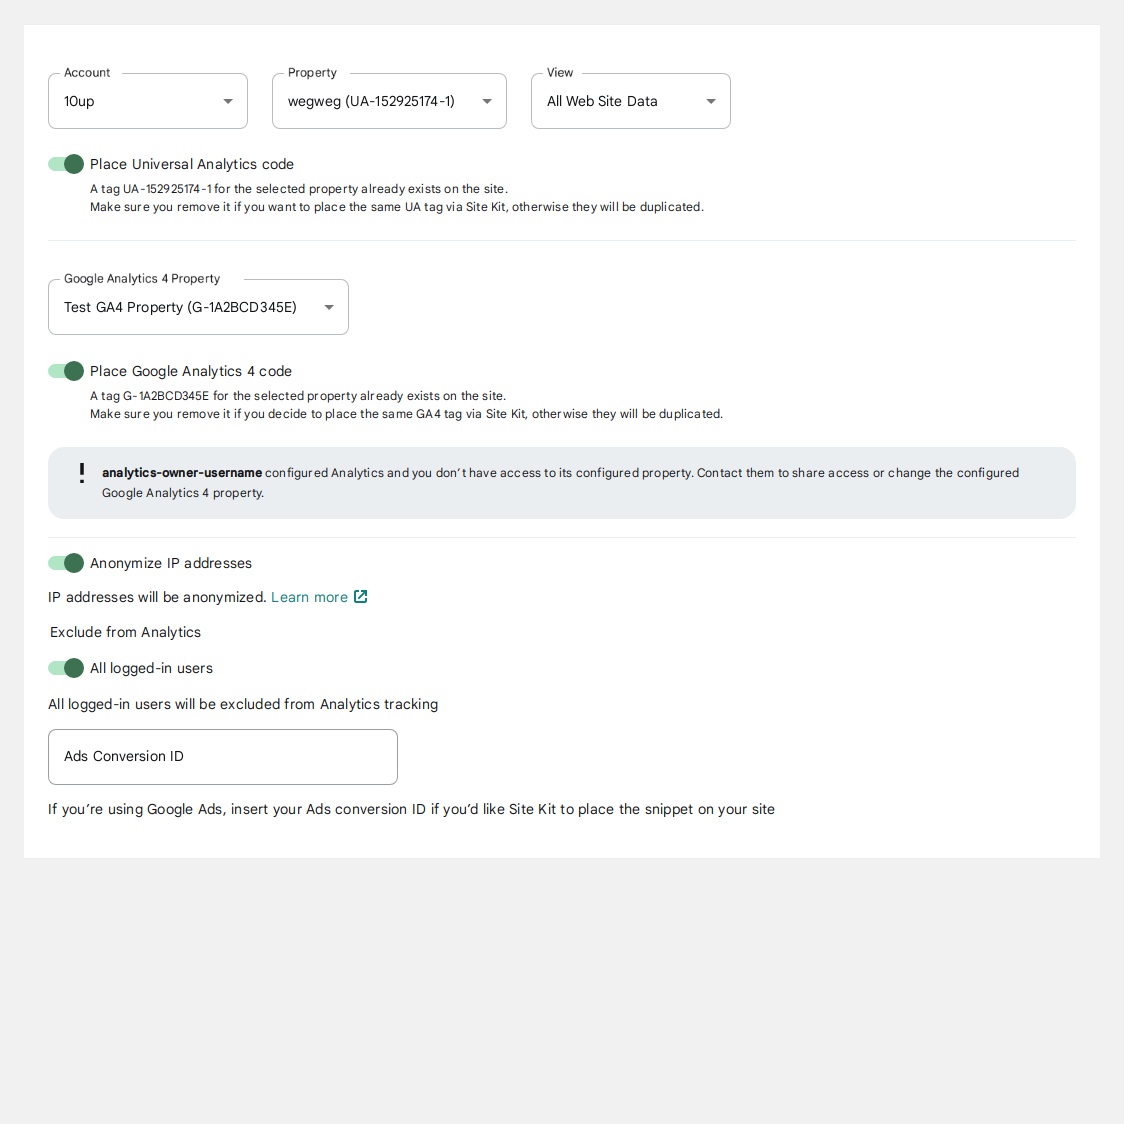 Account
Property
View
10up
wegweg (UA-152925174-1)
All Web Site Data
Place Universal Analytics code
A tag UA-152925174-1 for the selected property already exists on the site.
Make sure you remove it if you want to place the same UA tag via Site Kit, otherwise they will be duplicated.
Google Analytics 4 Property
Test GA4 Property (G-1A2BCD345E)
Place Google Analytics 4 code
A tag G-1A2BCD345E for the selected property already exists on the site.
Make sure you remove it if you decide to place the same GA4 tag via Site Kit, otherwise they will be duplicated.
! analytics-owner-username configured Analytics and you don't have access to its configured property. Contact them to share access or change the configured
Google Analytics 4 property.
Anonymize IP addresses
IP addresses will be anonymized. Learn more
Exclude from Analytics
All logged-in users
All logged-in users will be excluded from Analytics tracking
Ads Conversion ID
If you’re using Google Ads, insert your Ads conversion ID if you’d like Site Kit to place the snippet on your site